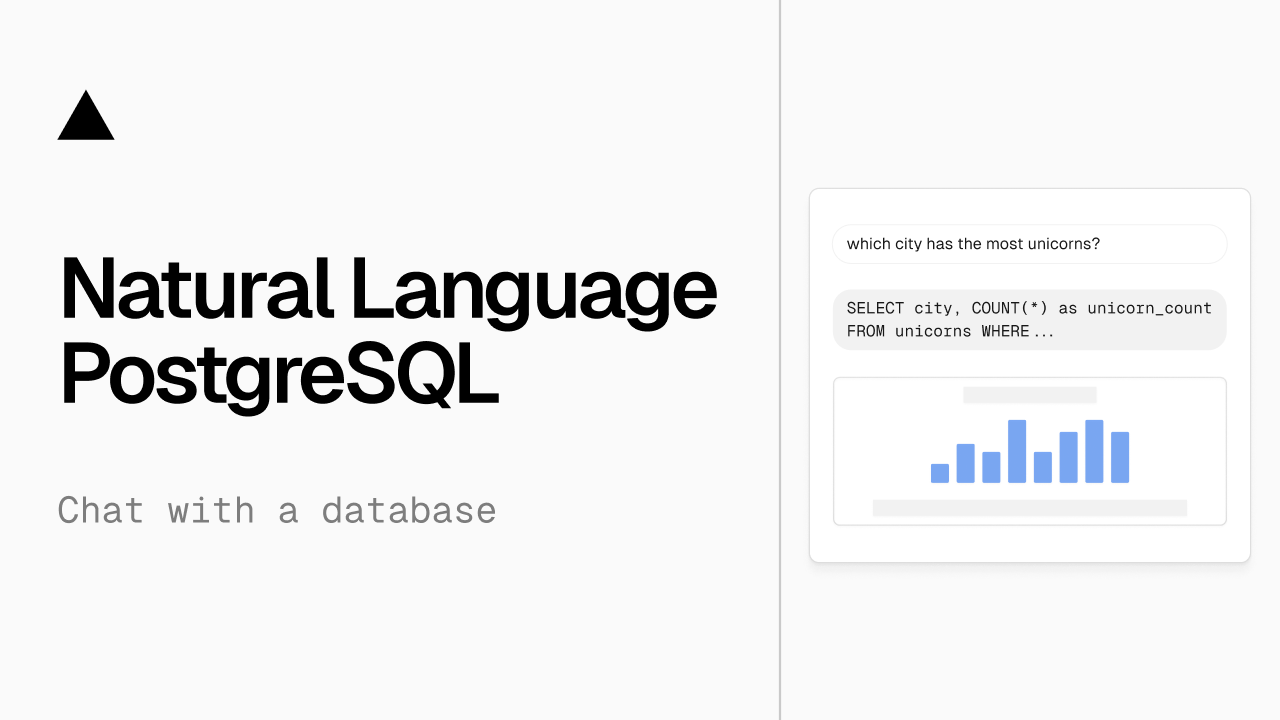 Natural Language
PostgreSQL
Chat with a database
which city has the most unicorns?
SELECT city, COUNT(*) as unicorn_count
FROM unicorns WHERE...